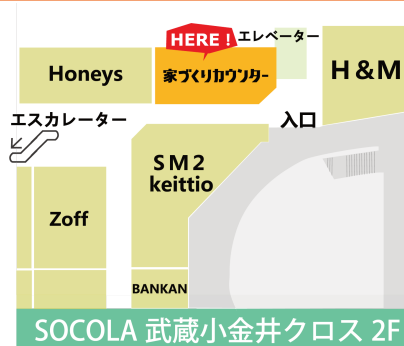 HERE!
エレベーター
Honeys
家づくりカウンター
H&M
エスカレーター
入口
SM2
keittio
Zoff
BANKAN
SOCOLA 武蔵小金井クロス 2F